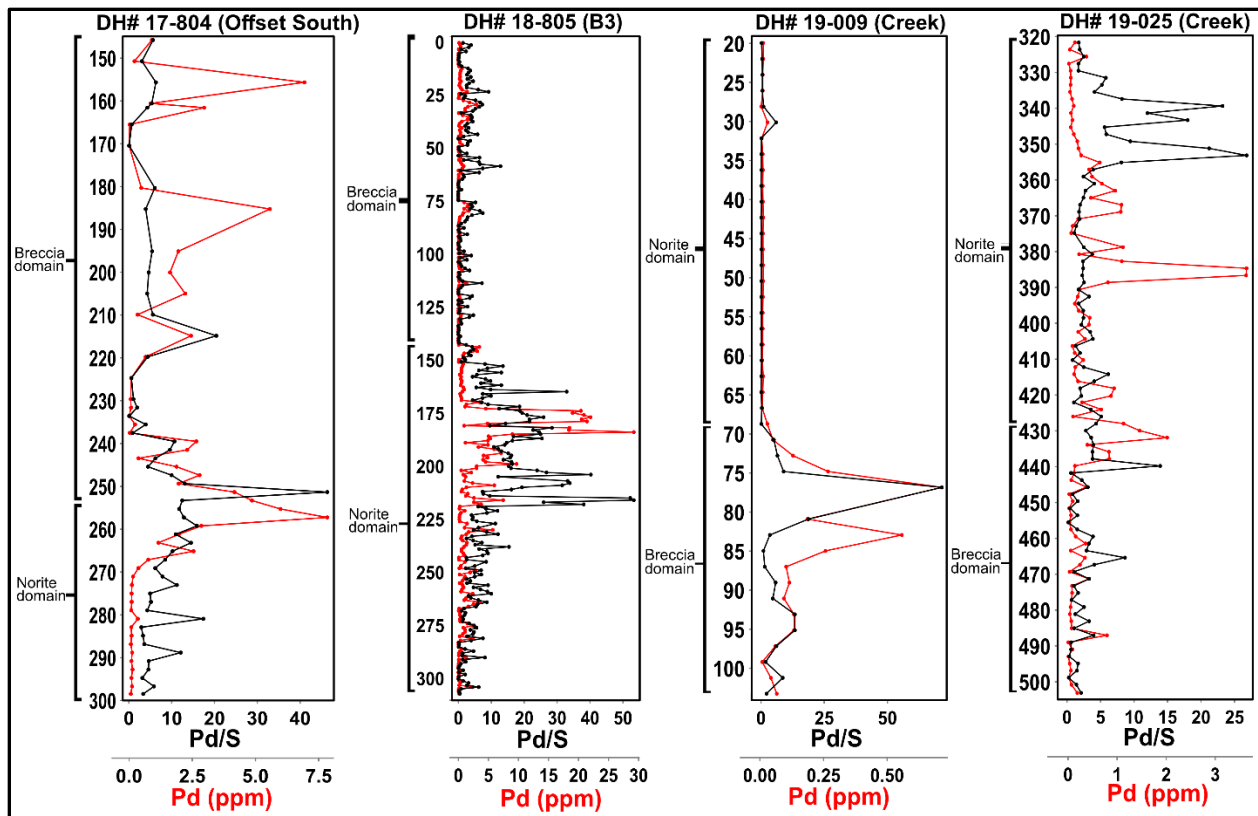 DH# 17-804 (Offset South)
150
160
170
180
190
200
210
220
230
240
250
260
270
280
290
300
Breccia
domain
Norite
domain
0 10 20 30 40
Pd/S
0.0 2.5 5.0 7.5
Pd (ppm)
DH# 18-805 (B3)
0
25
50
75
100
125
150
175
200
225
250
275
300
Breccia
domain
Norite
domain
0 10 20 30 40 50
Pd/S
0 5 10 15 20 25 30
Pd (ppm)
DH# 19-009 (Creek)
20
25
30
35
40
45
50
55
60
65
70
75
80
85
90
95
100
Norite
domain
Breccia
domain
0 50
Pd/S
0.00 0.25 0.50
Pd (ppm)
DH# 19-025 (Creek)
320
330
340
350
360
370
380
390
400
410
420
430
440
450
460
470
480
490
500
Norite
domain
Breccia
domain
0 5 10 15 20 25
Pd/S
0 1 2 3
Pd (ppm)